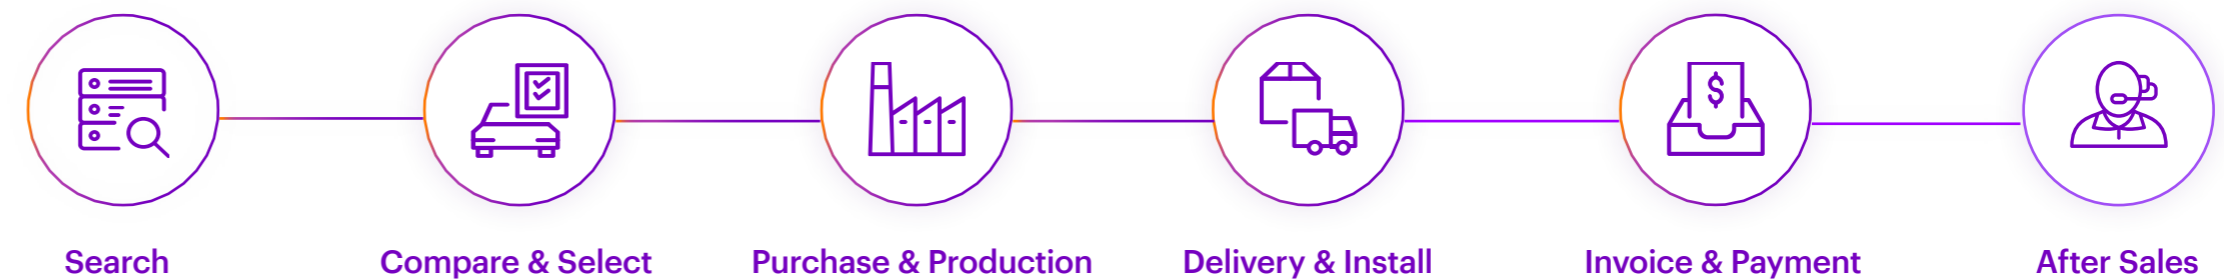 Search
Compare & Select
Purchase & Production
Delivery & Install
Invoice & Payment
After Sales